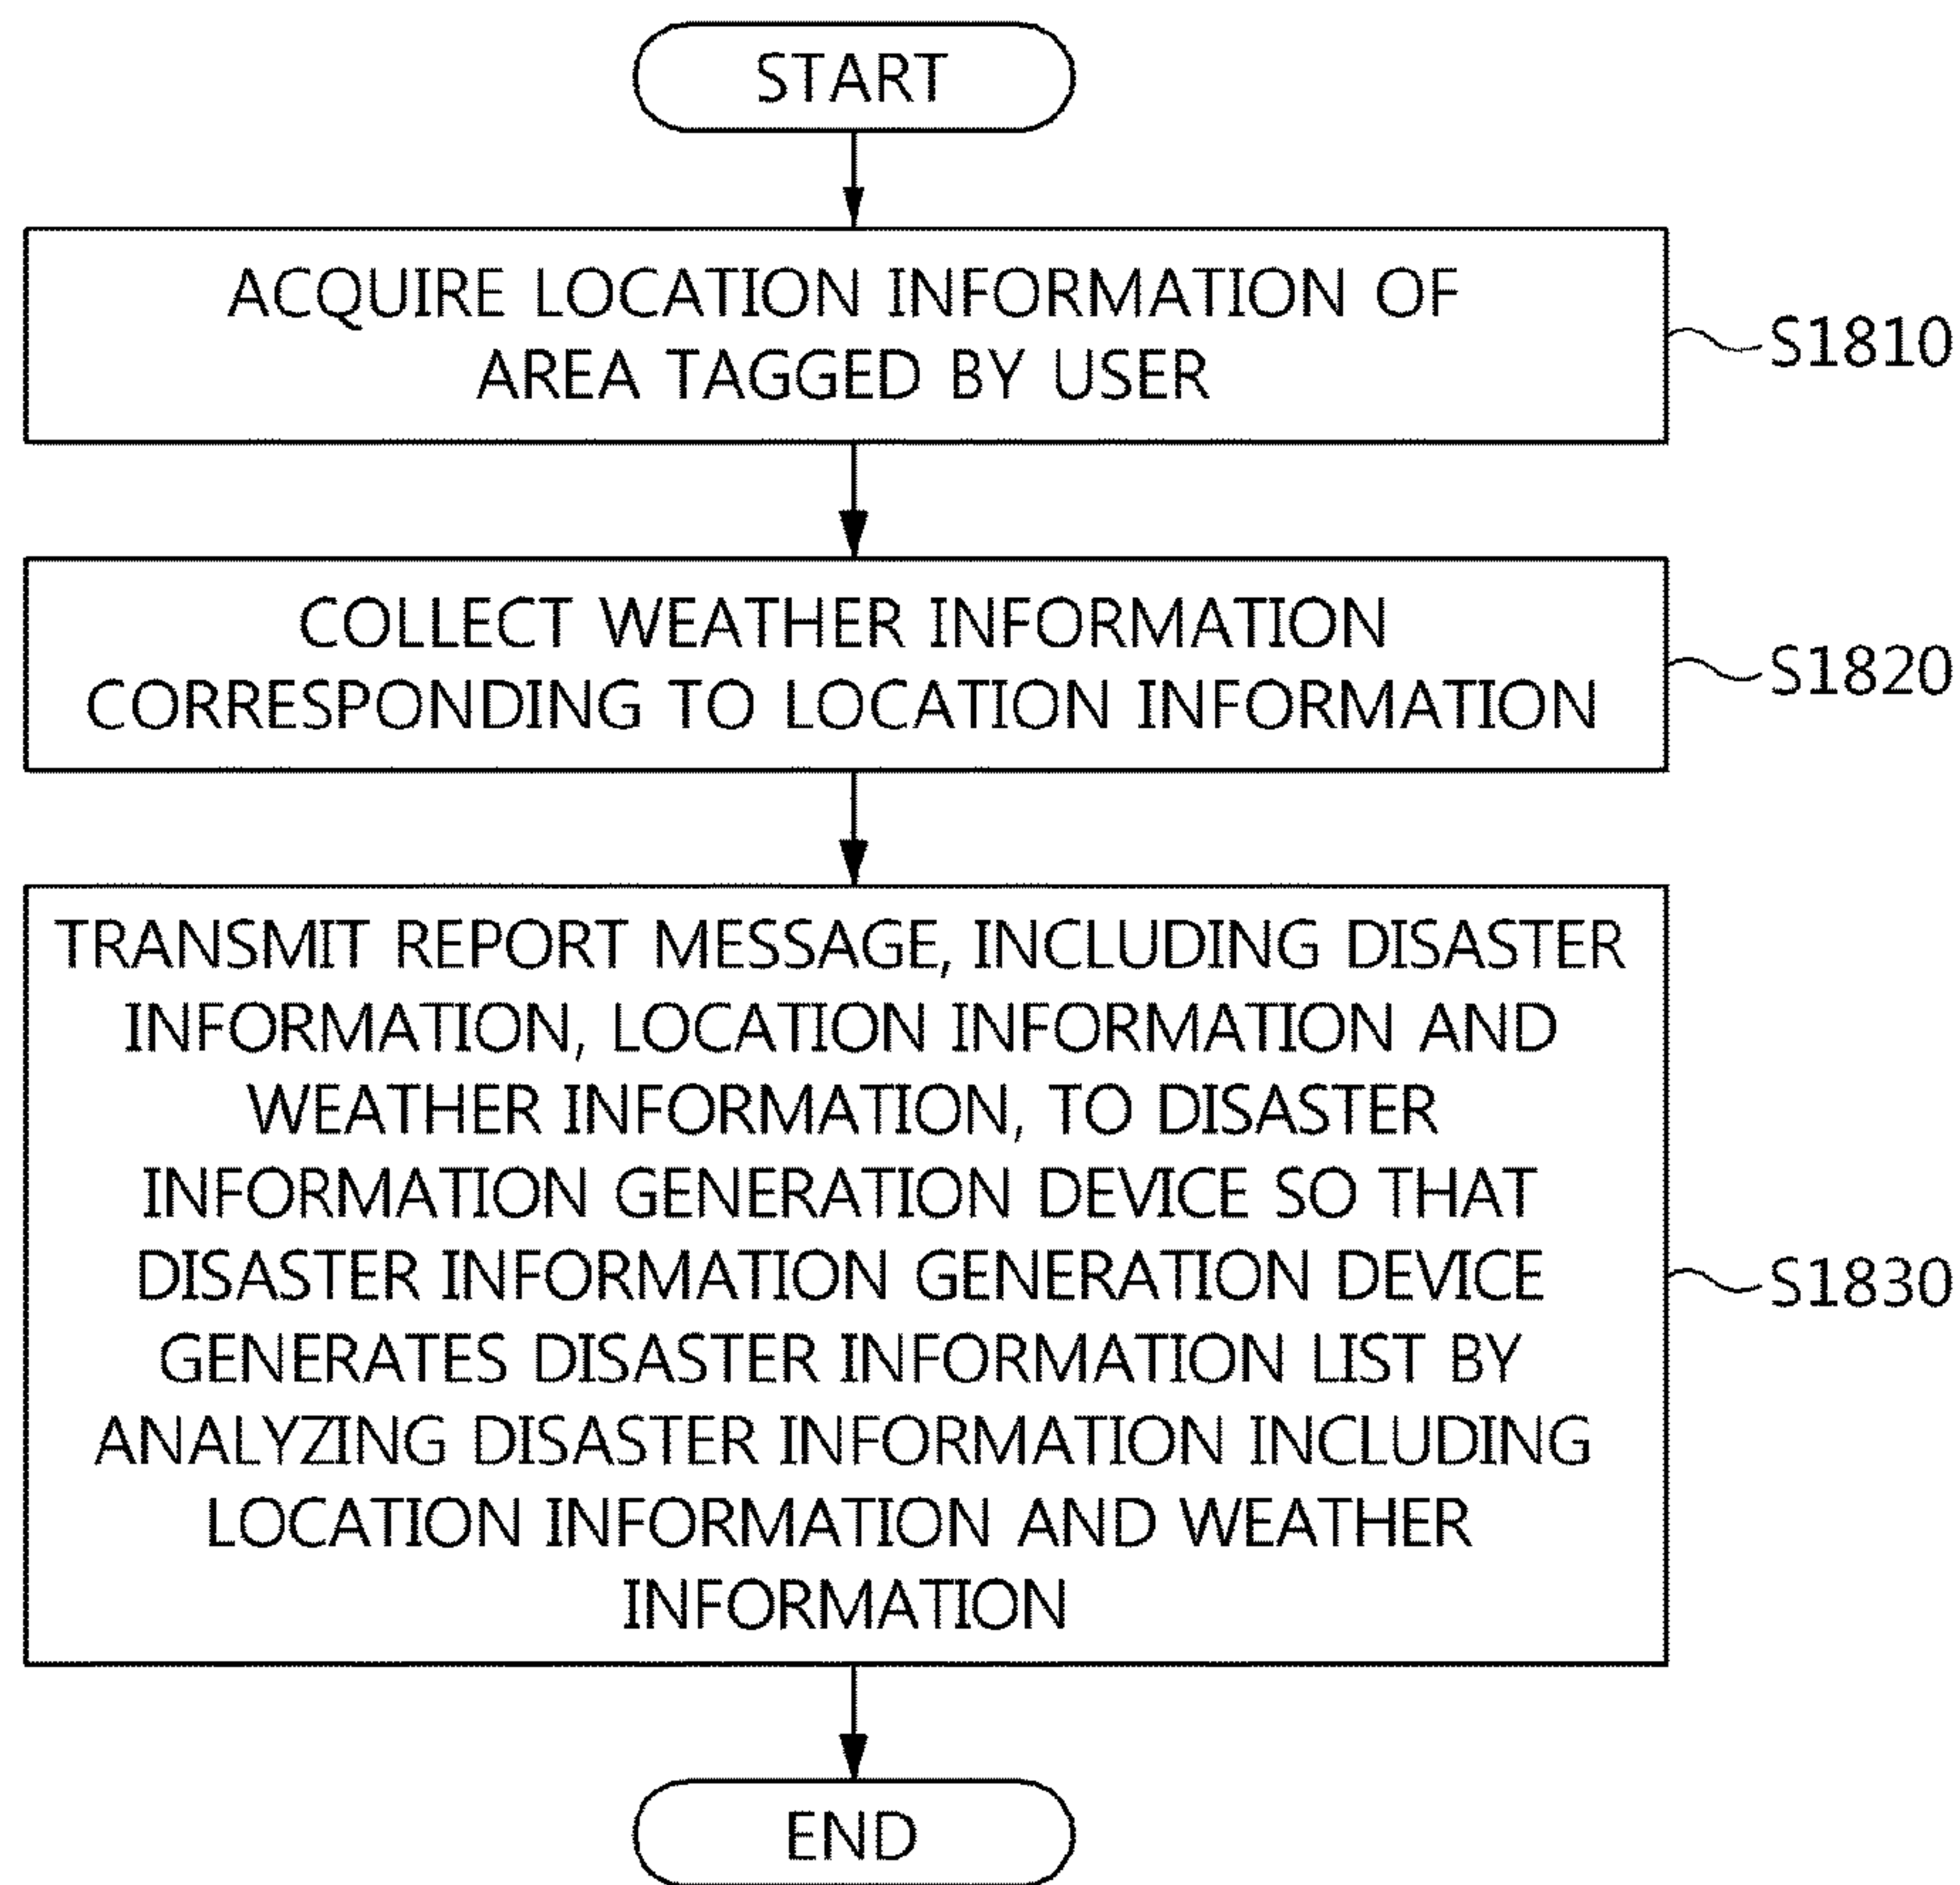 START
ACQUIRE LOCATION INFORMATION OF
AREA TAGGED BY USER
S1810
COLLECT WEATHER INFORMATION
CORRESPONDING TO LOCATION INFORMATION
S1820
TRANSMIT REPORT MESSAGE, INCLUDING DISASTER
INFORMATION, LOCATION INFORMATION AND
WEATHER INFORMATION, TO DISASTER
INFORMATION GENERATION DEVICE SO THAT
DISASTER INFORMATION GENERATION DEVICE
GENERATES DISASTER INFORMATION LIST BY
ANALYZING DISASTER INFORMATION INCLUDING
LOCATION INFORMATION AND WEATHER
INFORMATION
S1830
END